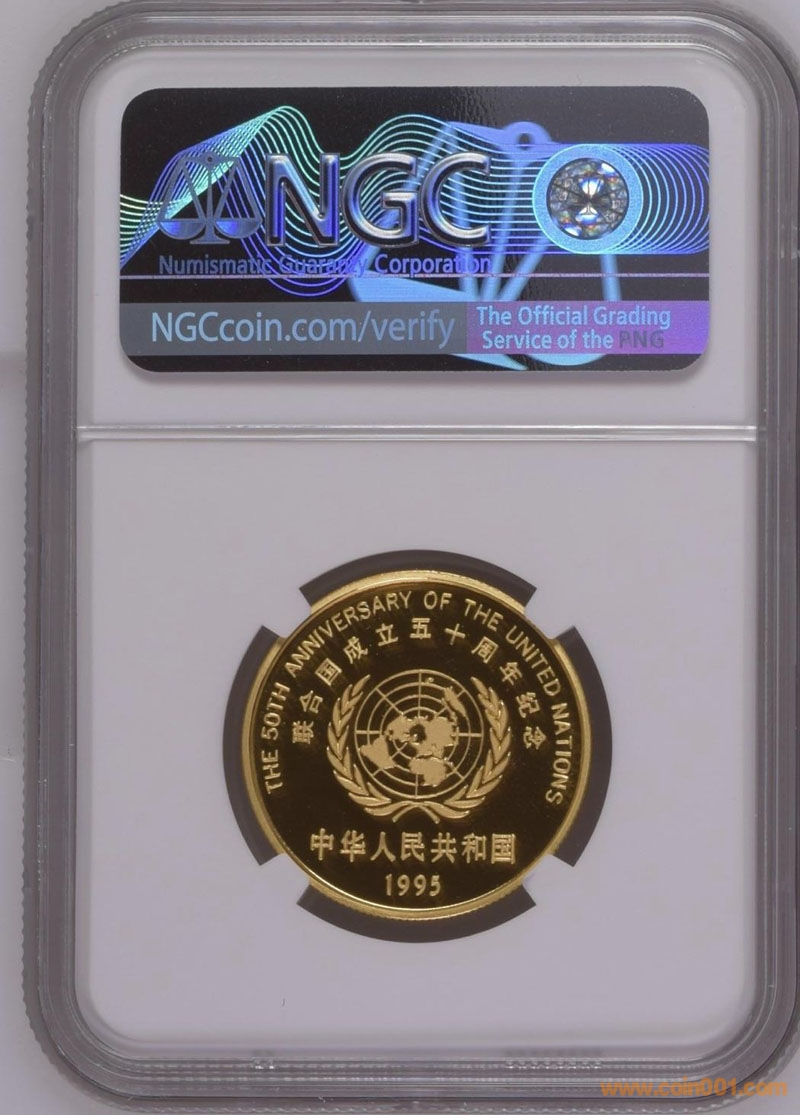 NGC
Numismatic Guaranty Corporation
NGCcoin.com/verify
The Official Grading
Service of the PNG
THE 50TH ANNIVERSARY OF THE UNITED NATIONS
联合国成立五十周年纪念
中华人民共和国
1995
www.coin001.com